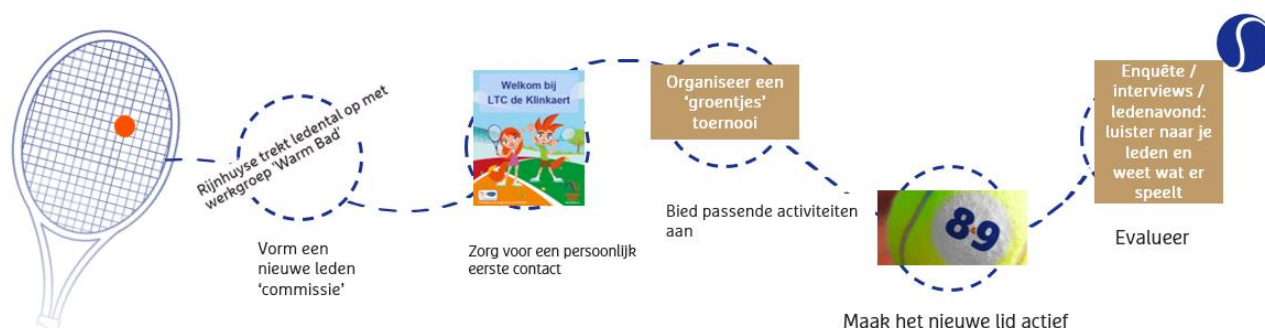 Rijnhuyse trekt ledental op met
werkgroep 'Warm Bad'
Vorm een
nieuwe leden
‘commissie’
Welkom bij
LTC de Klinkaert
Zorg voor een persoonlijk
eerste contact
Organiseer een
‘groentjes’
toernooi
Bied passende activiteiten
aan
8•9
Maak het nieuwe lid actief
Enquête /
interviews /
ledenavond:
luister naar je
leden en
weet wat er
speelt
Evalueer